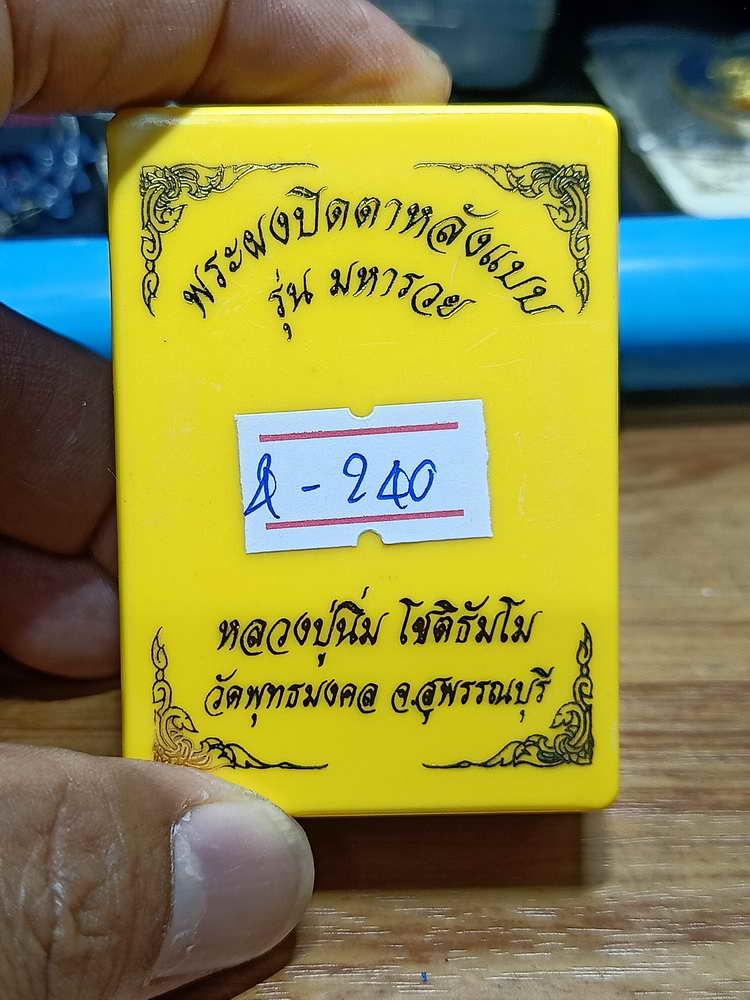 พระผงปิดตาหลังแบบ
รุ่น มหารวย
- 240
หลวงปู่นิ่ม โชติธัมโม
วัดพุทธมงคล จ.สุพรรณบุรี